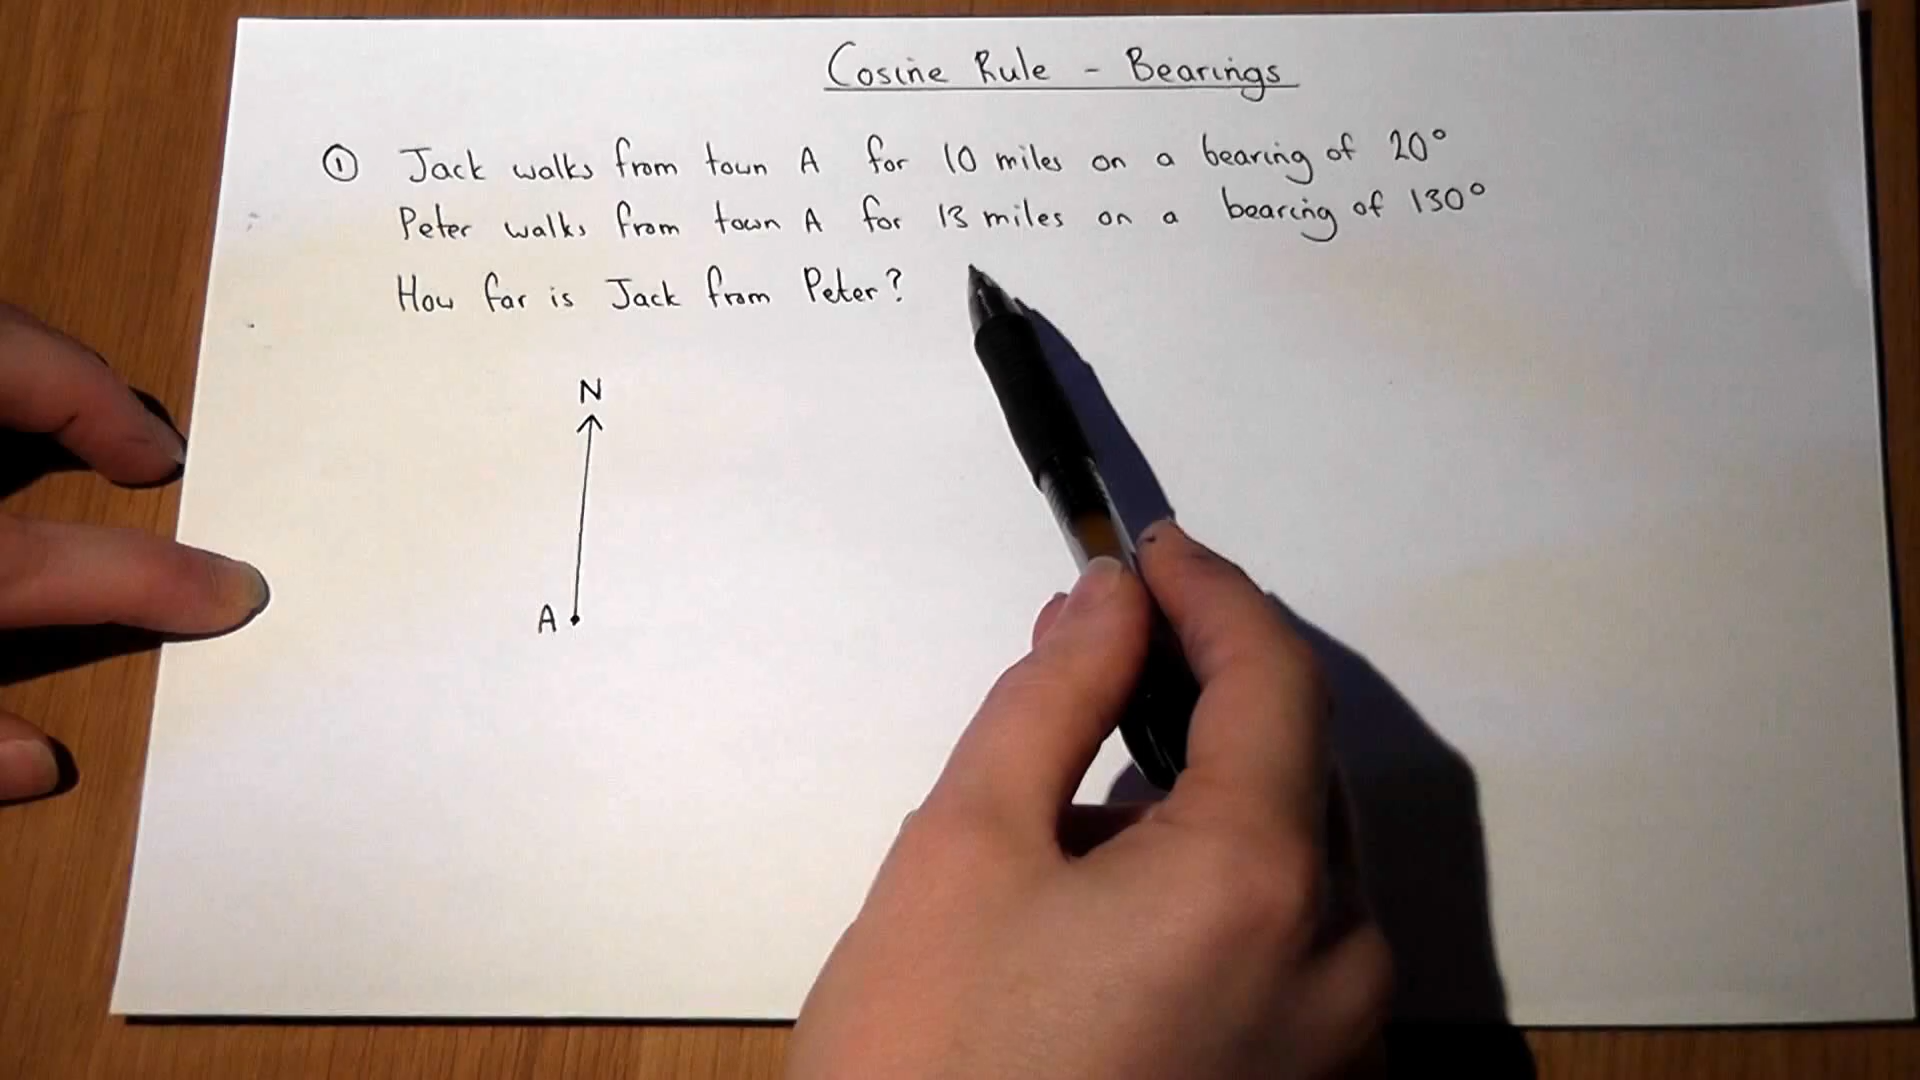 Cosine Rule - Bearings
① Jack walks from town A for 10 miles on a bearing of 20°
Peter walks from town A for 13 miles on a bearing of 130°
How far is Jack from Peter?
N
A